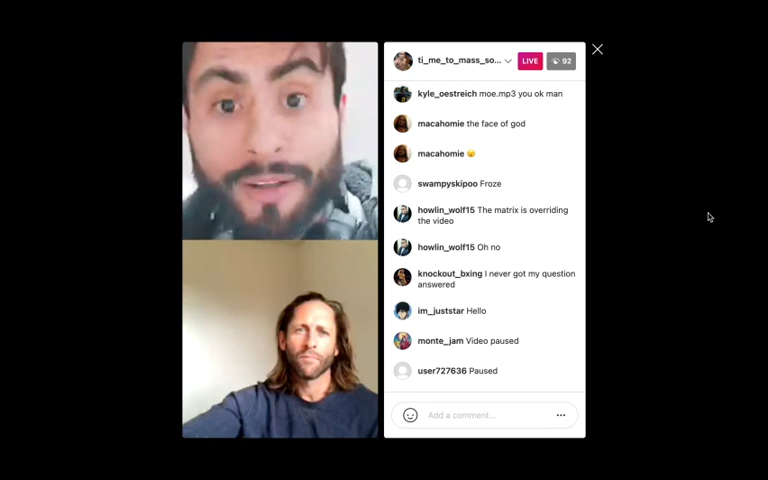 ti_me_to_mass_so...
LIVE
92
kyle_oestreich moe.mp3 you ok man
macahomie the face of god
macahomie 😄
swampyskipoo Froze
howlin_wolf15 The matrix is overriding
the video
howlin_wolf15 Oh no
knockout_bxing I never got my question
answered
im_juststar Hello
monte_jam Video paused
user727636 Paused
Add a comment...